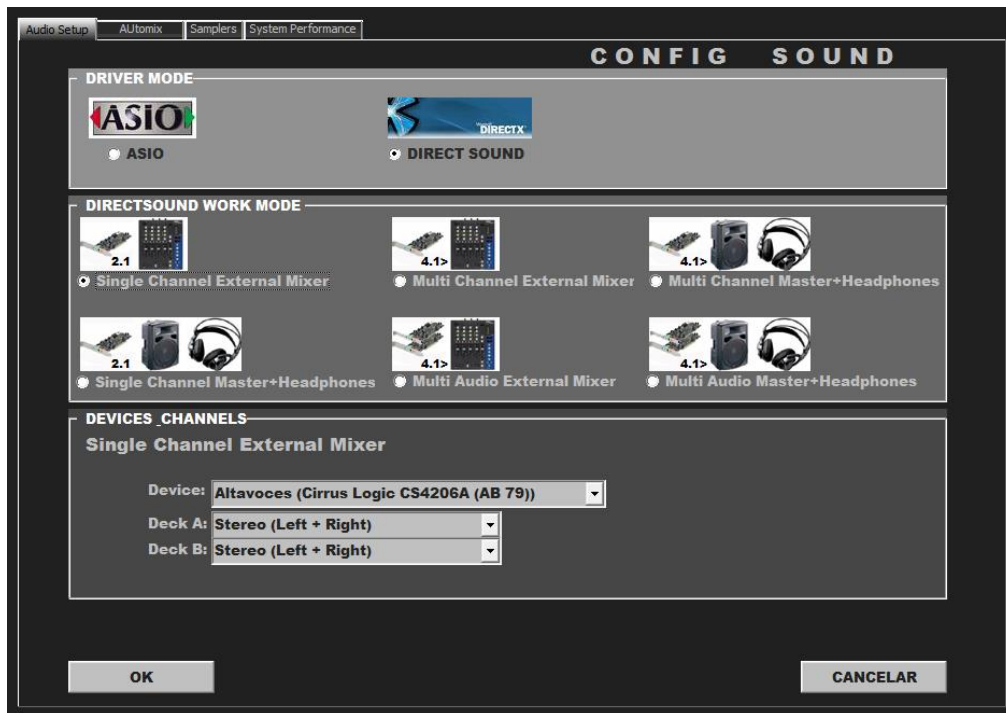 Audio Setup AUtomix Samplers System Performance
CONFIG SOUND
DRIVER MODE
ASIO DIRECTX
ASIO DIRECT SOUND
DIRECTSOUND WORK MODE
2.1 4.1> 4.1>
Single Channel External Mixer Multi Channel External Mixer Multi Channel Master+Headphones
2.1 4.1> 4.1>
Single Channel Master+Headphones Multi Audio External Mixer Multi Audio Master+Headphones
DEVICES_CHANNELS
Single Channel External Mixer
Device: Altavoces (Cirrus Logic CS4206A (AB 79))
Deck A: Stereo (Left + Right)
Deck B: Stereo (Left + Right)
OK CANCELAR